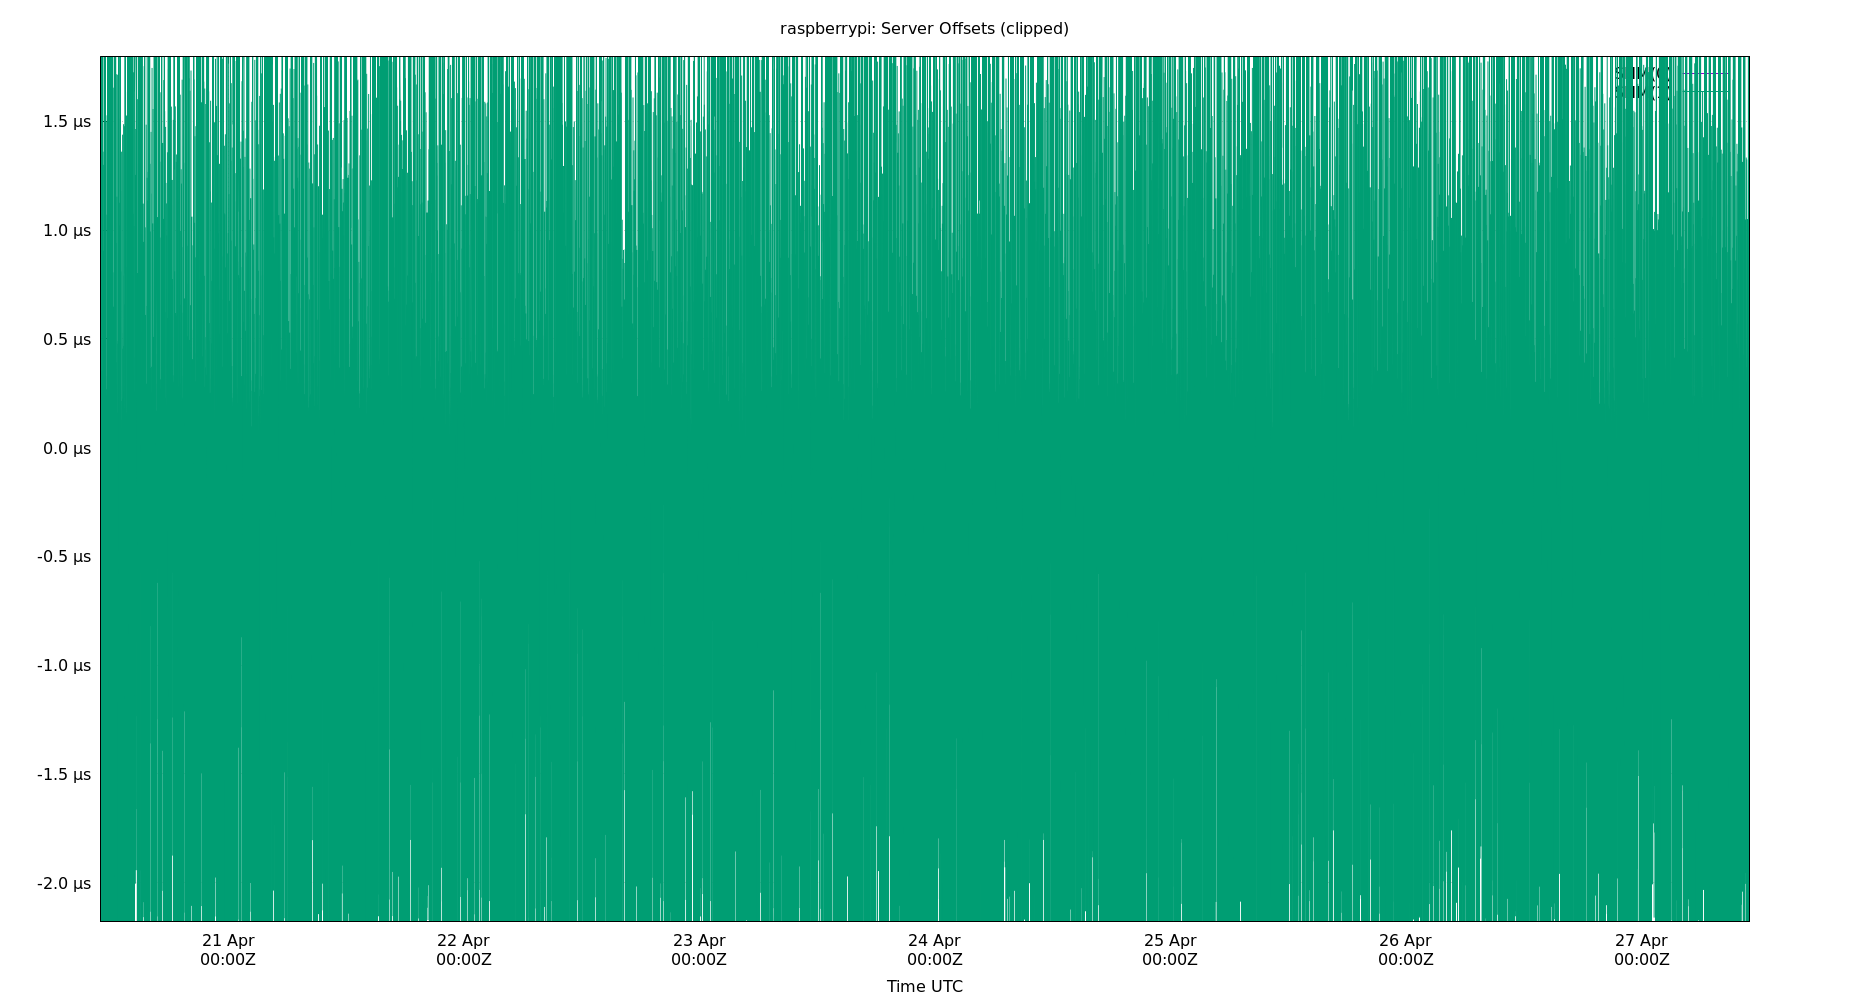 raspberrypi: Server Offsets (clipped)
1.5 µs
1.0 µs
0.5 µs
0.0 µs
-0.5 µs
-1.0 µs
-1.5 µs
-2.0 µs
21 Apr 22 Apr 23 Apr 24 Apr 25 Apr 26 Apr 27 Apr
00:00Z 00:00Z 00:00Z 00:00Z 00:00Z 00:00Z 00:00Z
Time UTC